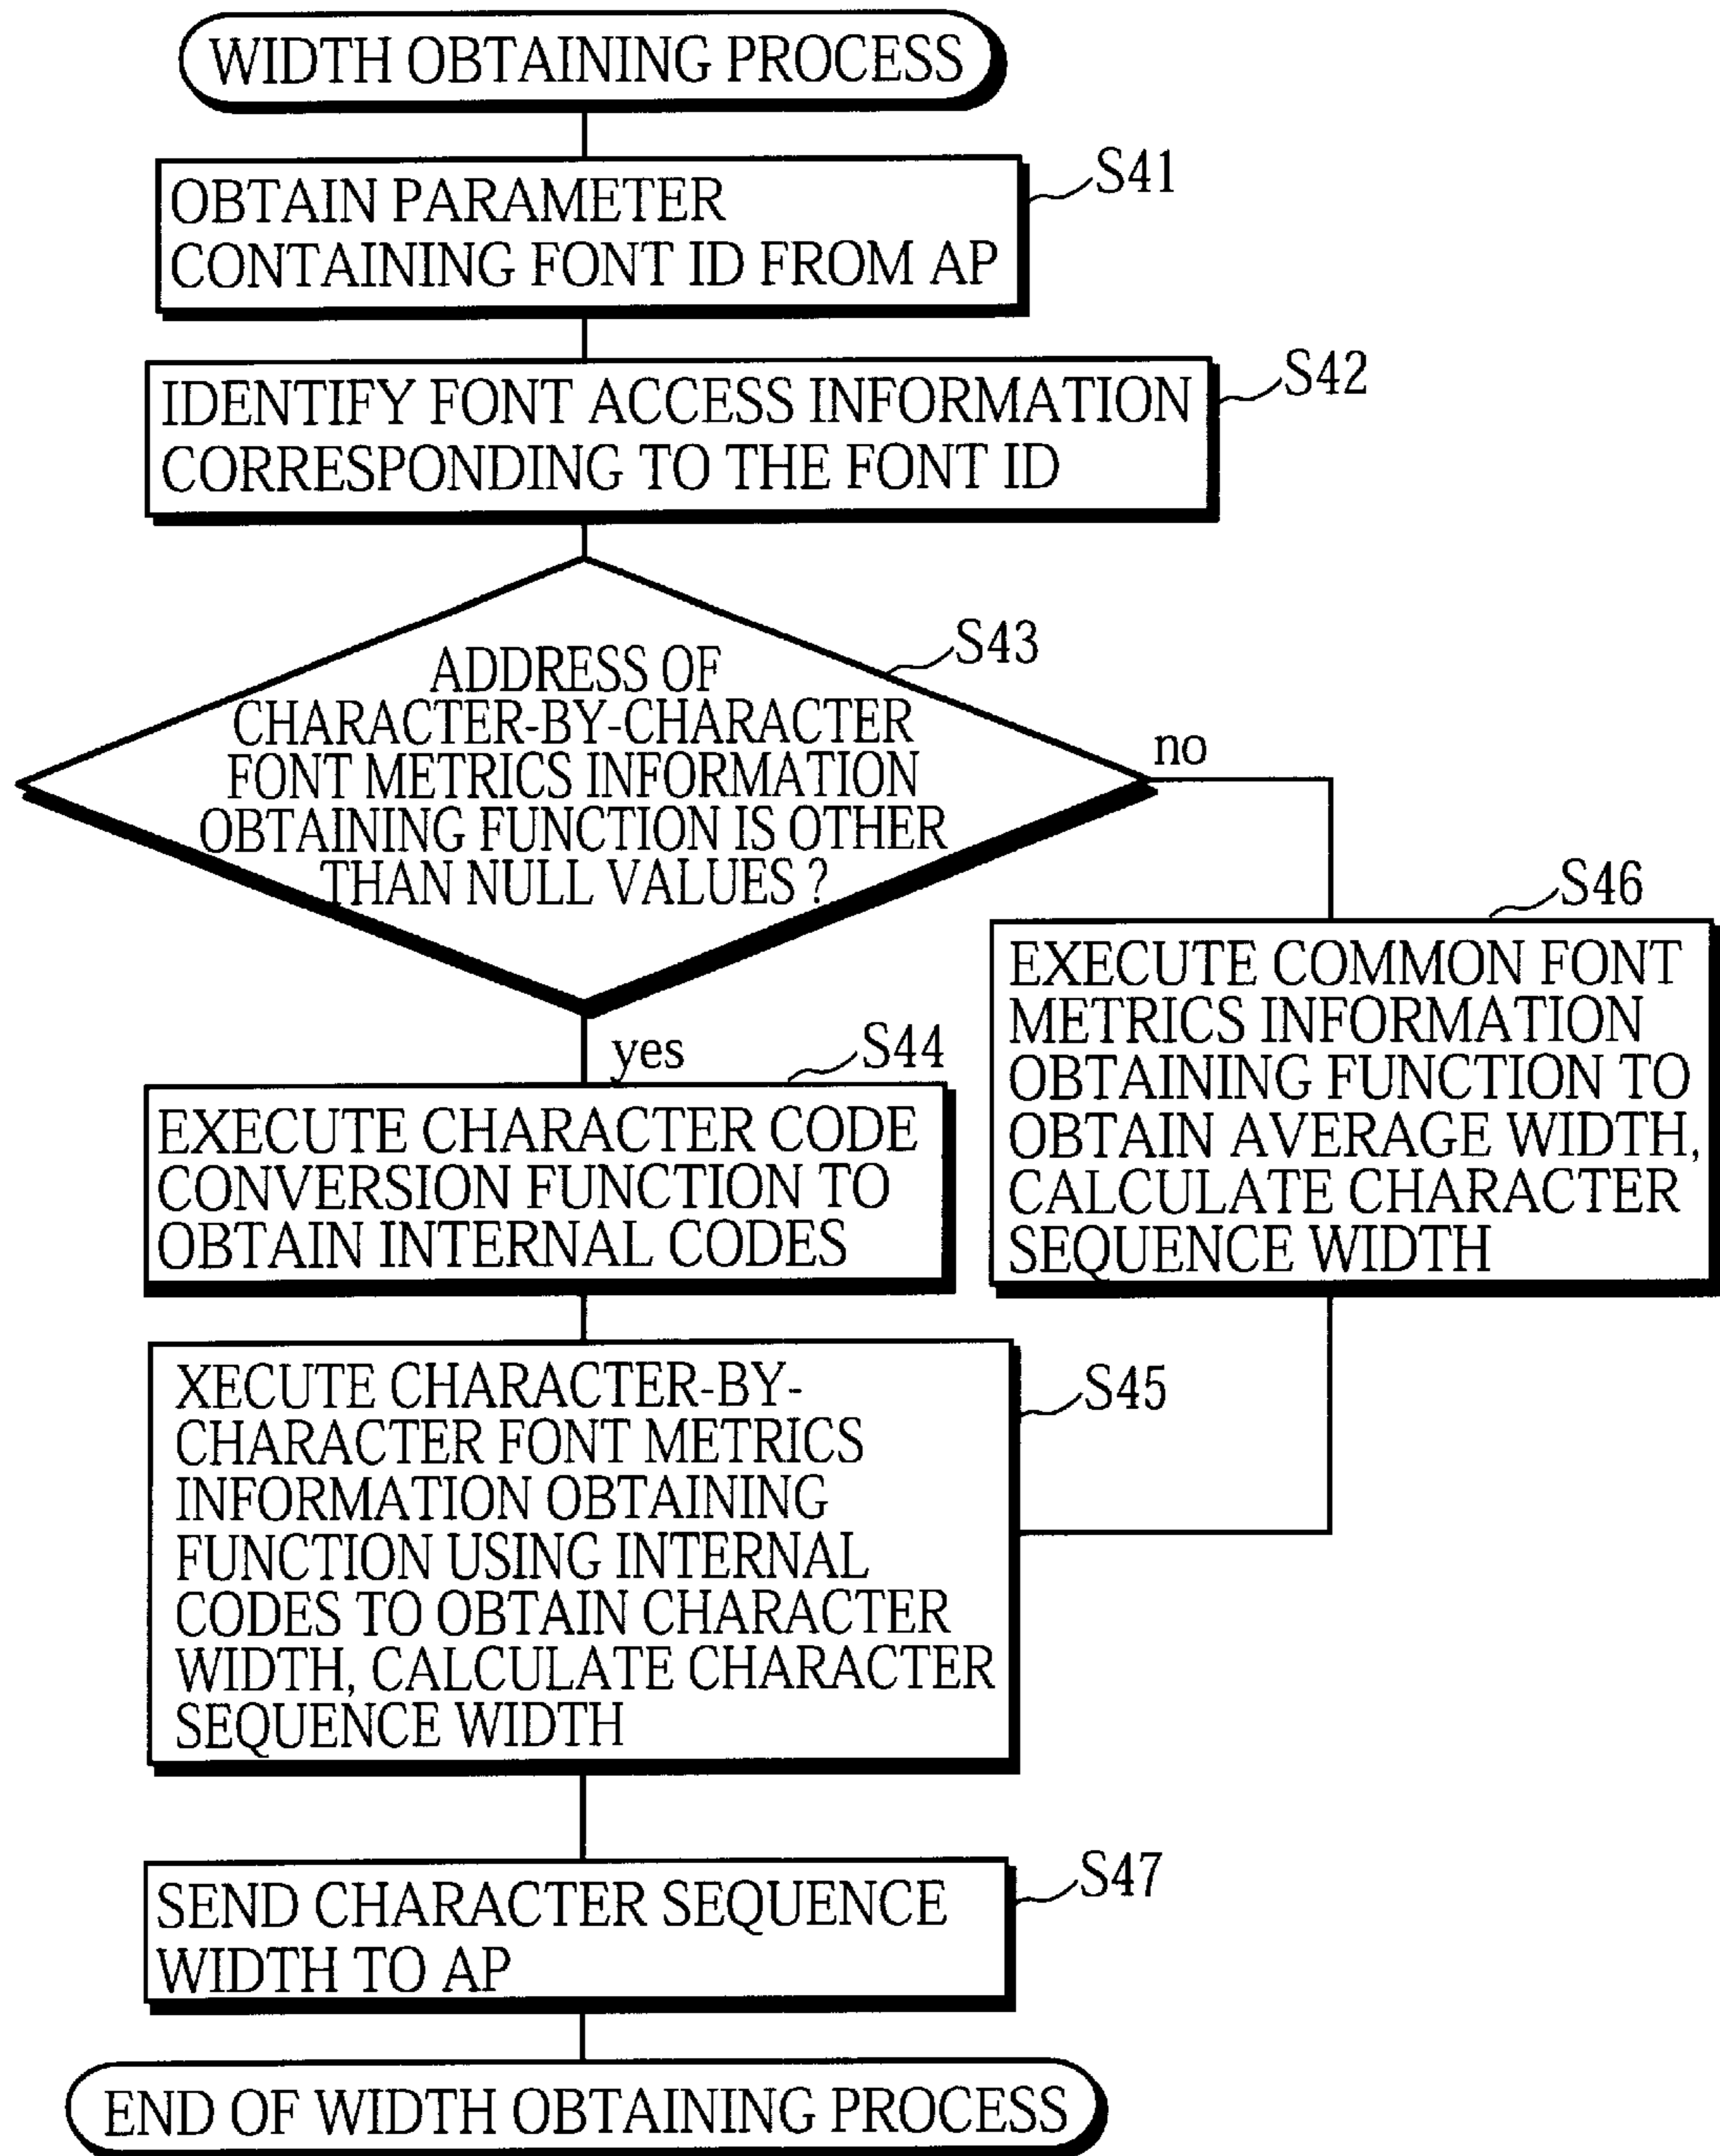 WIDTH OBTAINING PROCESS
OBTAIN PARAMETER
CONTAINING FONT ID FROM AP
S41
IDENTIFY FONT ACCESS INFORMATION
CORRESPONDING TO THE FONT ID
S42
ADDRESS OF
CHARACTER-BY-CHARACTER
FONT METRICS INFORMATION
OBTAINING FUNCTION IS OTHER
THAN NULL VALUES ?
S43
no
yes
EXECUTE CHARACTER CODE
CONVERSION FUNCTION TO
OBTAIN INTERNAL CODES
S44
EXECUTE COMMON FONT
METRICS INFORMATION
OBTAINING FUNCTION TO
OBTAIN AVERAGE WIDTH,
CALCULATE CHARACTER
SEQUENCE WIDTH
S46
XECUTE CHARACTER-BY-
CHARACTER FONT METRICS
INFORMATION OBTAINING
FUNCTION USING INTERNAL
CODES TO OBTAIN CHARACTER
WIDTH, CALCULATE CHARACTER
SEQUENCE WIDTH
S45
SEND CHARACTER SEQUENCE
WIDTH TO AP
S47
END OF WIDTH OBTAINING PROCESS